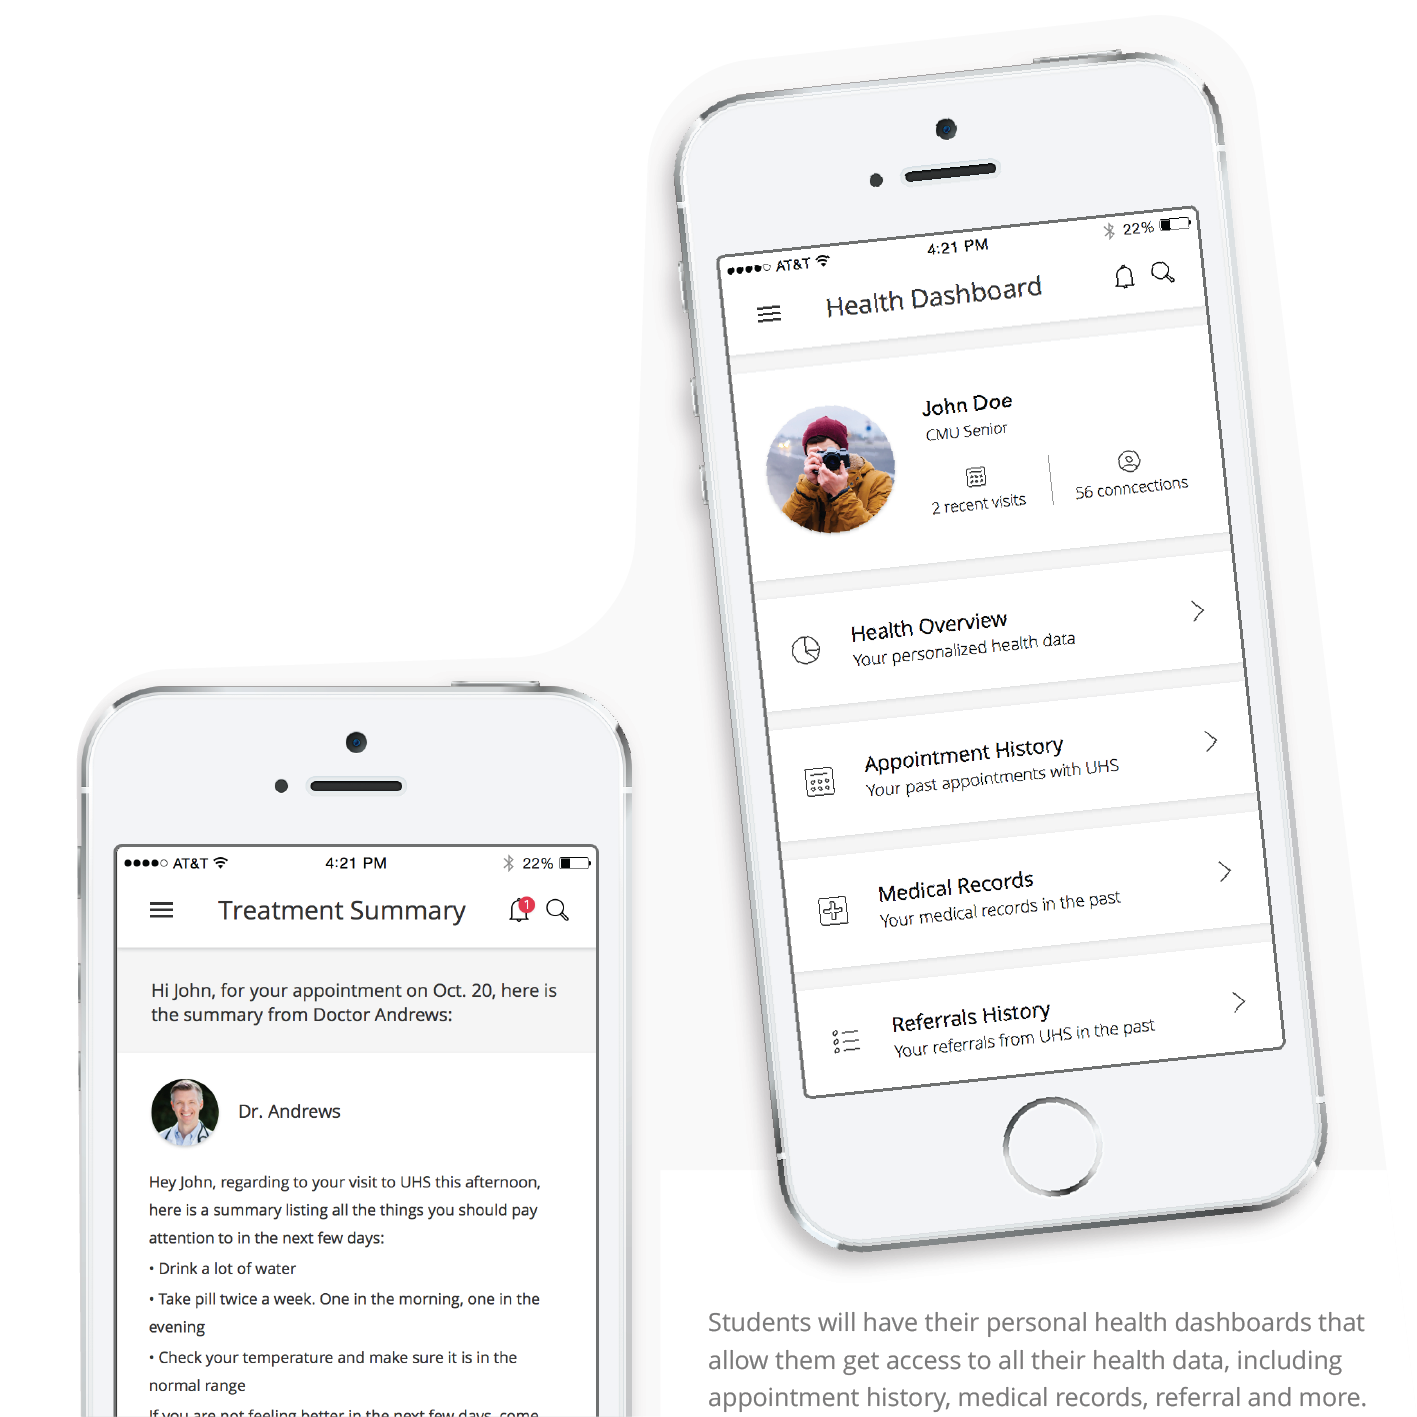 AT&T 4:21 PM 22%
Health Dashboard
John Doe
CMU Senior
2 recent visits
56 conncections
Health Overview
Your personalized health data
Appointment History
Your past appointments with UHS
Medical Records
Your medical records in the past
Referrals History
Your referrals from UHS in the past
AT&T 4:21 PM 22%
Treatment Summary
1
Hi John, for your appointment on Oct. 20, here is
the summary from Doctor Andrews:
Dr. Andrews
Hey John, regarding to your visit to UHS this afternoon,
here is a summary listing all the things you should pay
attention to in the next few days:
• Drink a lot of water
• Take pill twice a week. One in the morning, one in the
evening
• Check your temperature and make sure it is in the
normal range
If you are not feeling better in the next few days, come
Students will have their personal health dashboards that
allow them get access to all their health data, including
appointment history, medical records, referral and more.